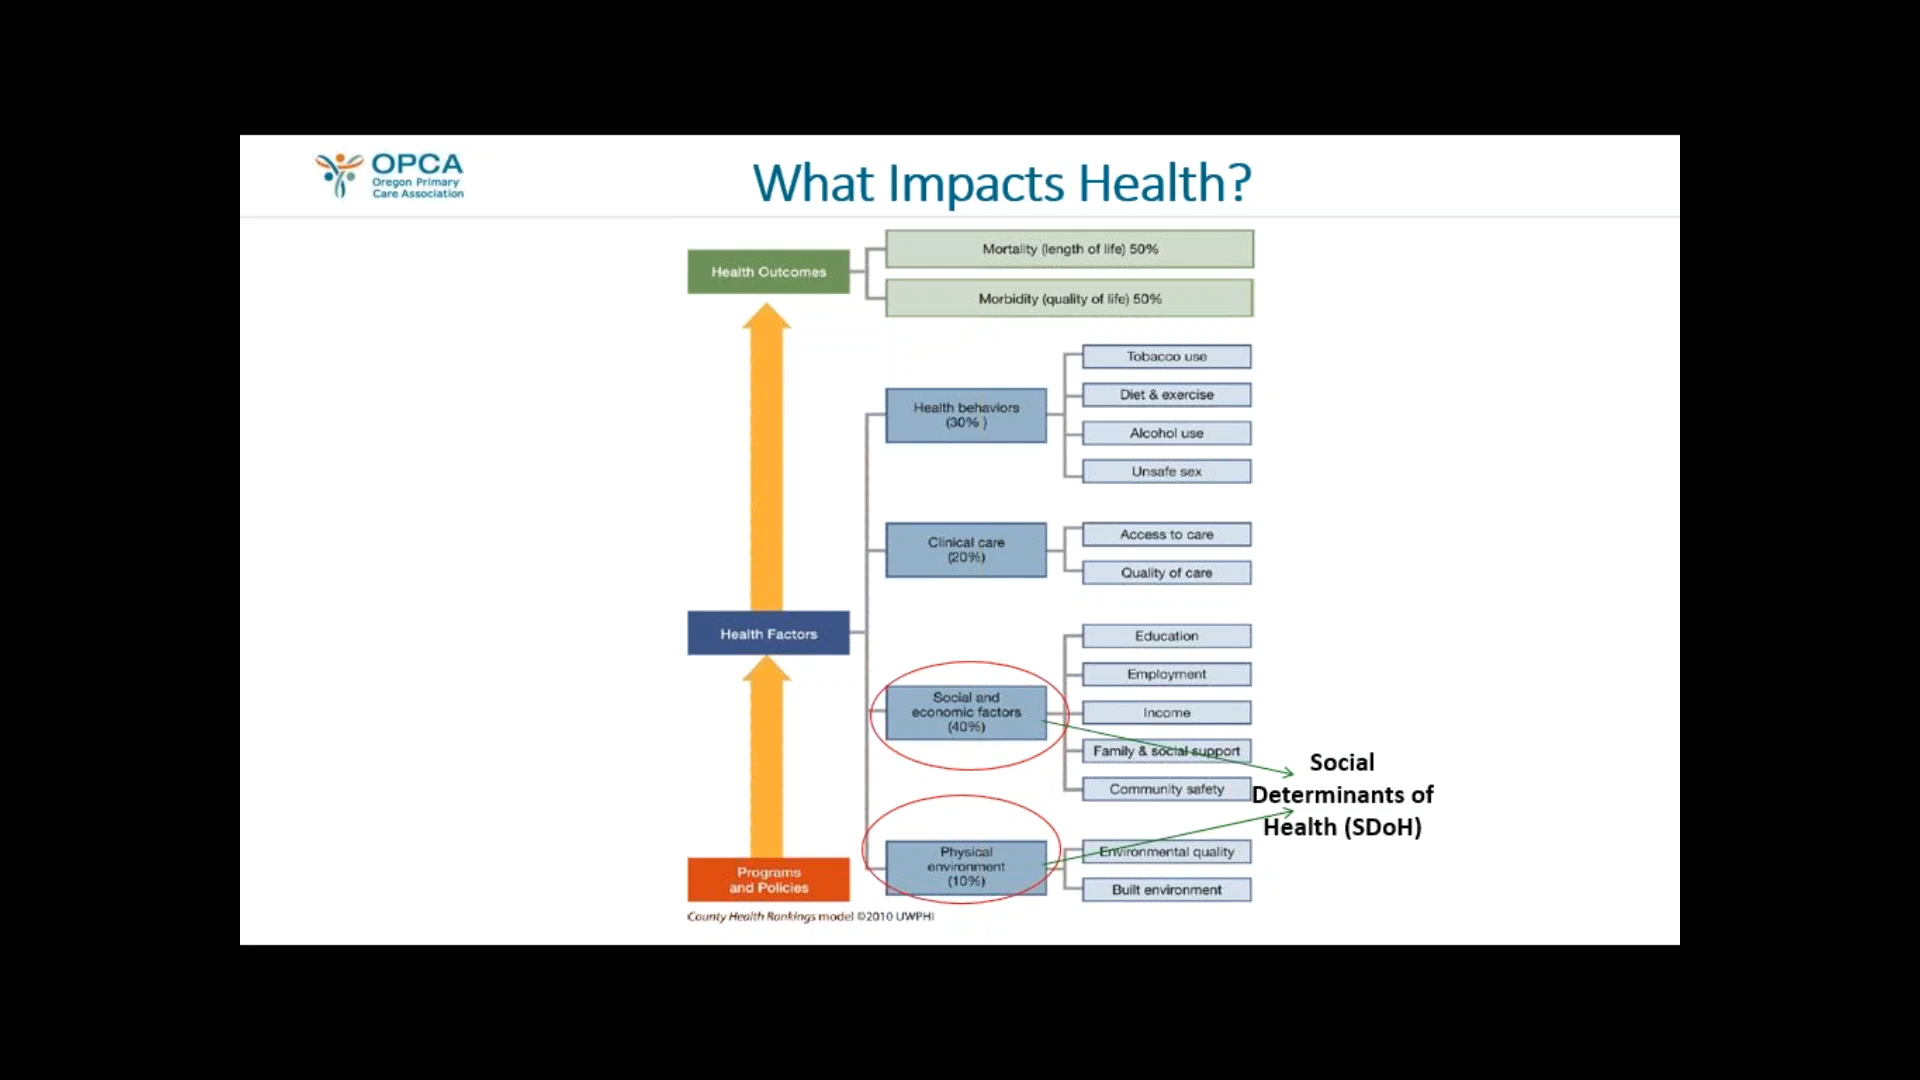 OPCA
Oregon Primary
Care Association
What Impacts Health?
Health Outcomes
Mortality (length of life) 50%
Morbidity (quality of life) 50%
Health behaviors
(30% )
Tobacco use
Diet & exercise
Alcohol use
Unsafe sex
Clinical care
(20%)
Access to care
Quality of care
Health Factors
Social and
economic factors
(40%)
Education
Employment
Income
Family & social support
Community safety
Social
Determinants of
Health (SDoH)
Physical
environment
(10%)
Environmental quality
Built environment
Programs
and Policies
County Health Rankings model ©2010 UWPHI